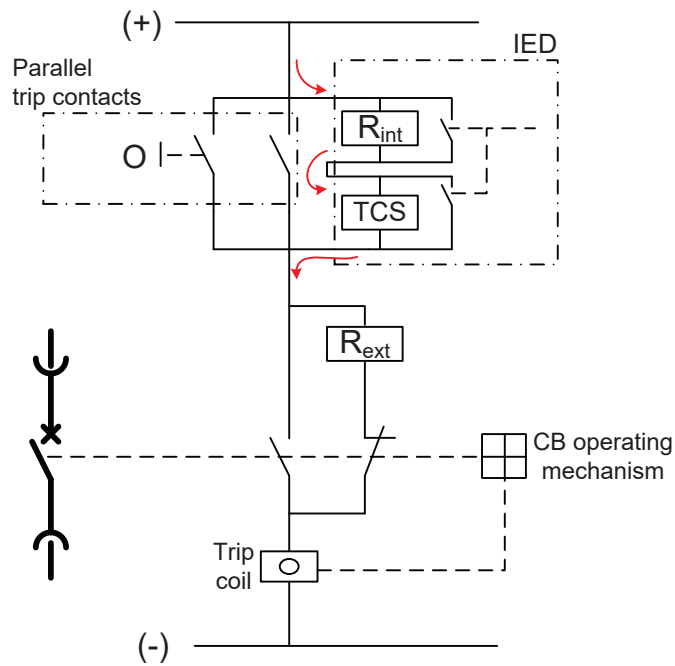 (+)
IED
Parallel
trip contacts
Rint
O
TCS
Rext
CB operating
mechanism
Trip
coil
(-)